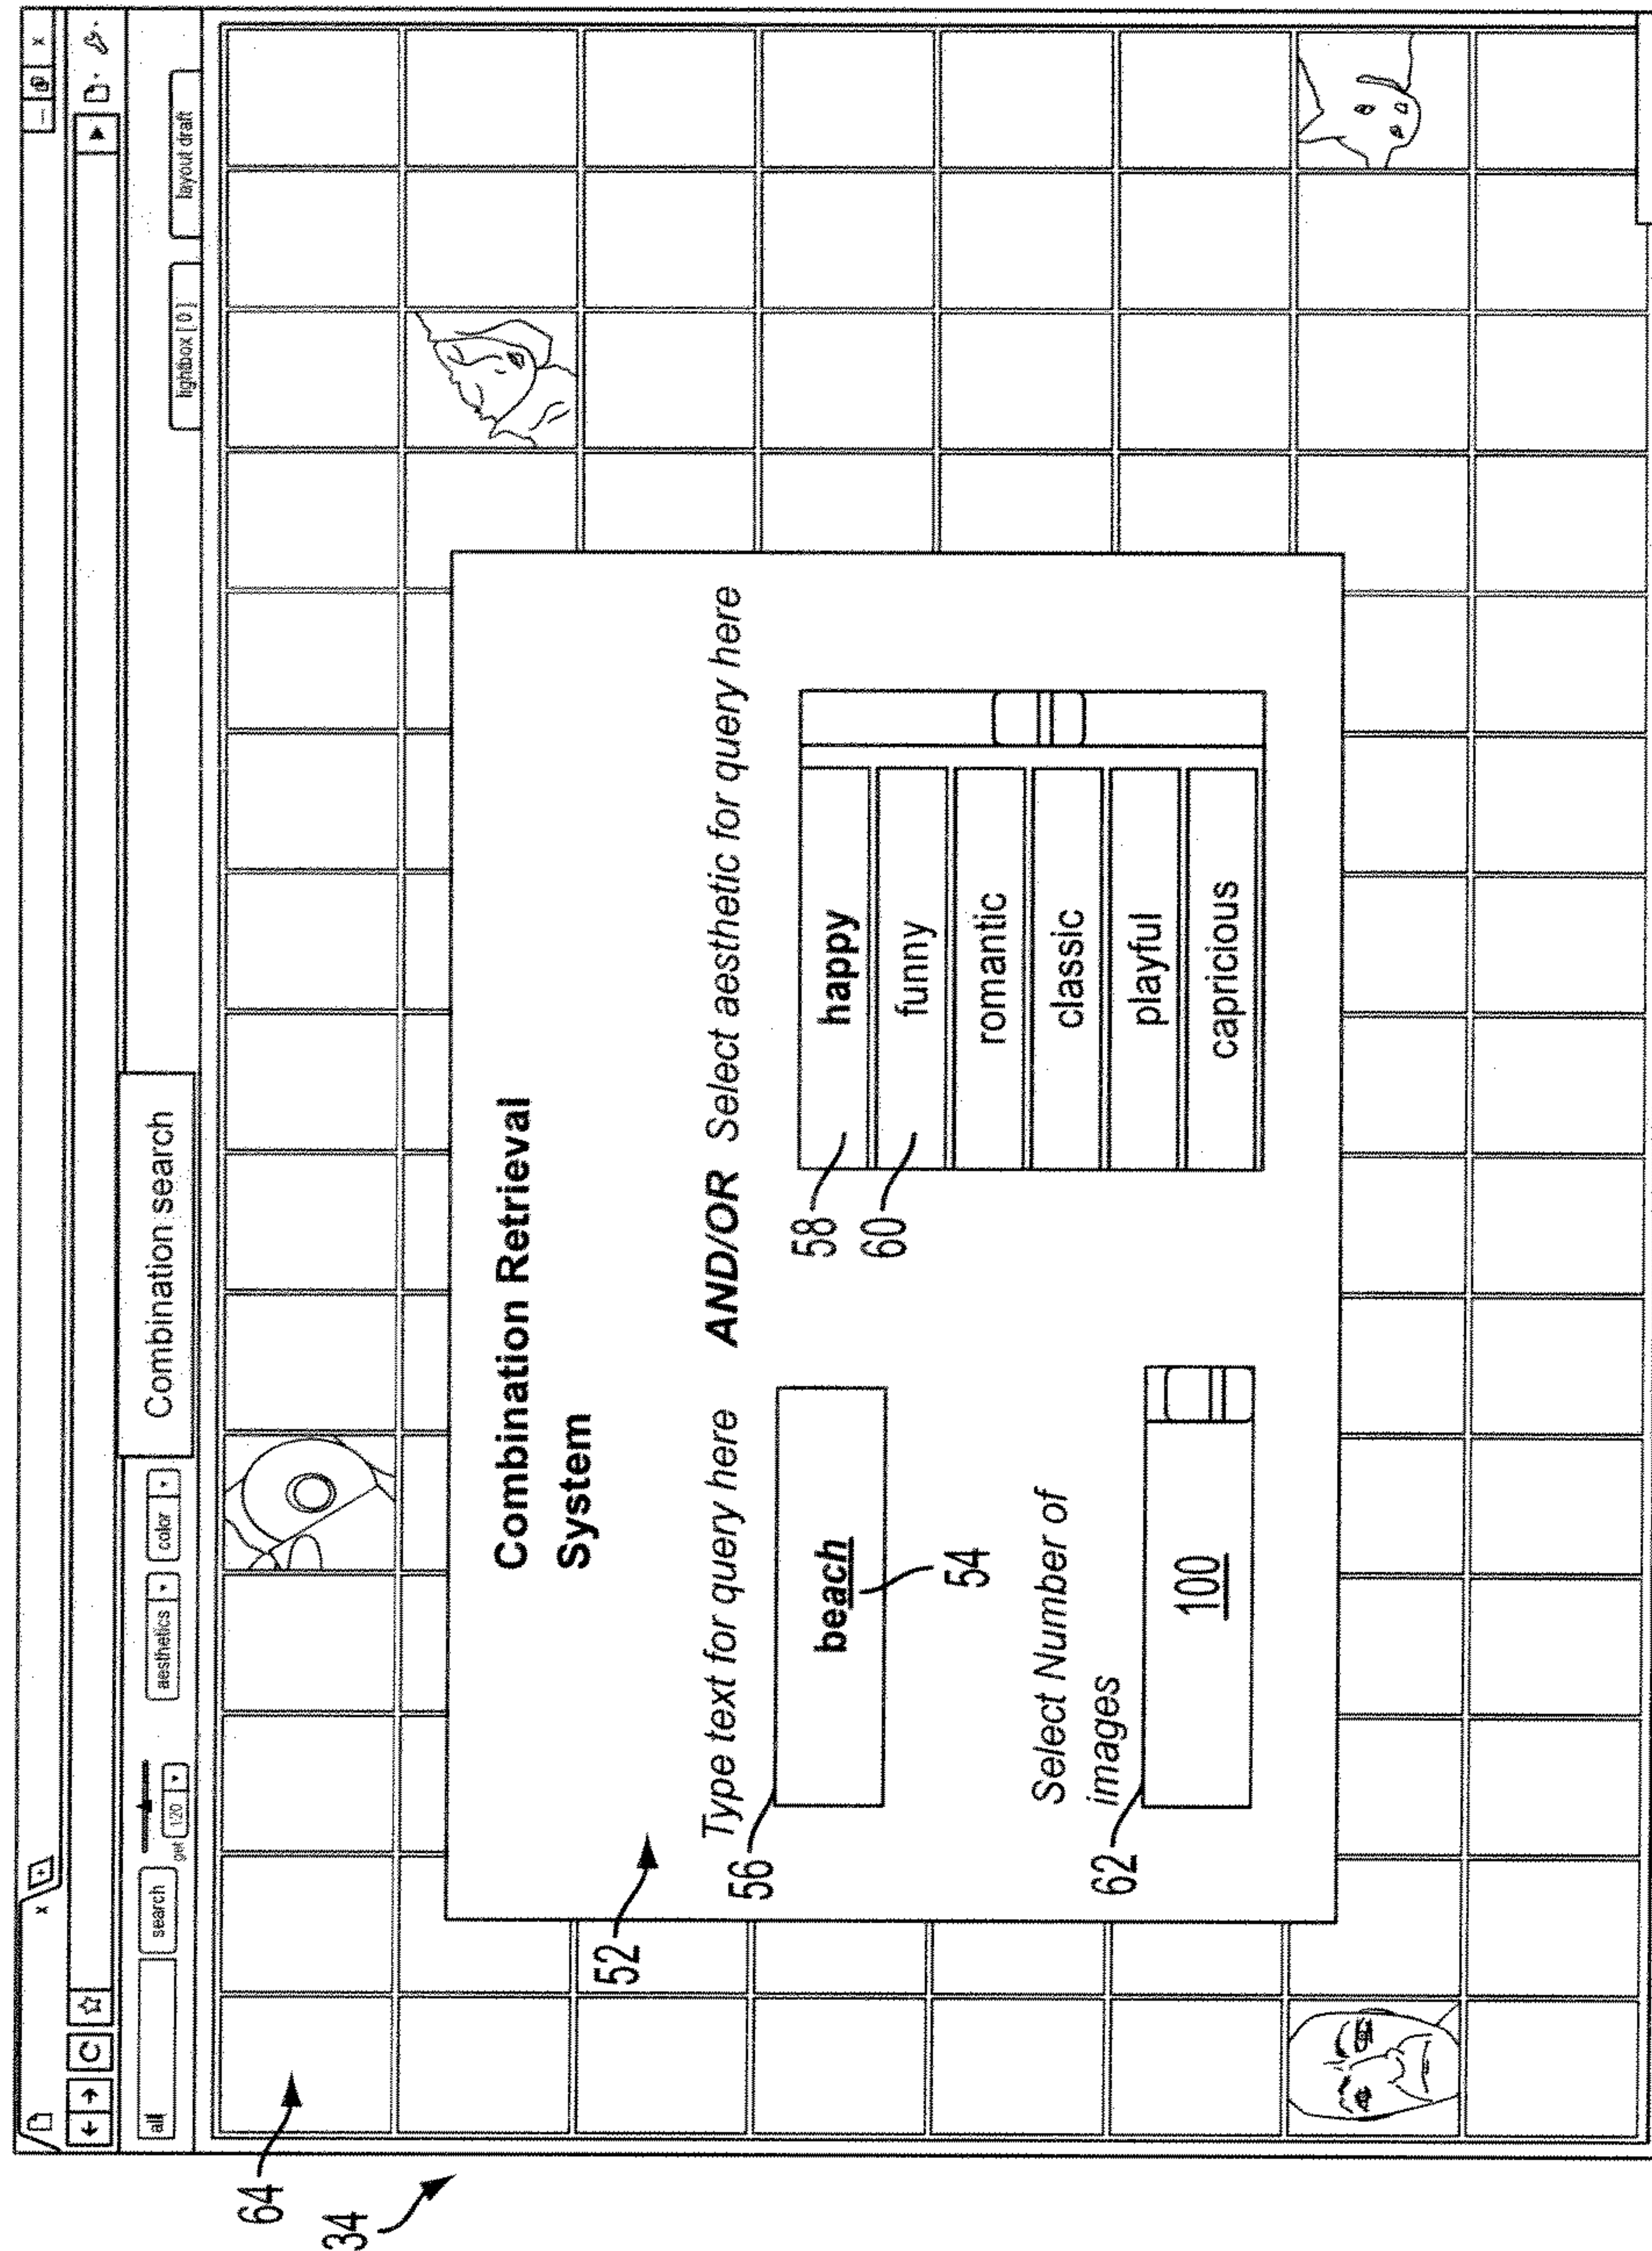 all
search
get 120
aesthetics
color
Combination search
lightbox [ 0 ]
layout draft
64
34
52
Combination Retrieval
System
Type text for query here AND/OR Select aesthetic for query here
56
beach
54
58
60
happy
funny
romantic
classic
playful
capricious
Select Number of
images
62
100